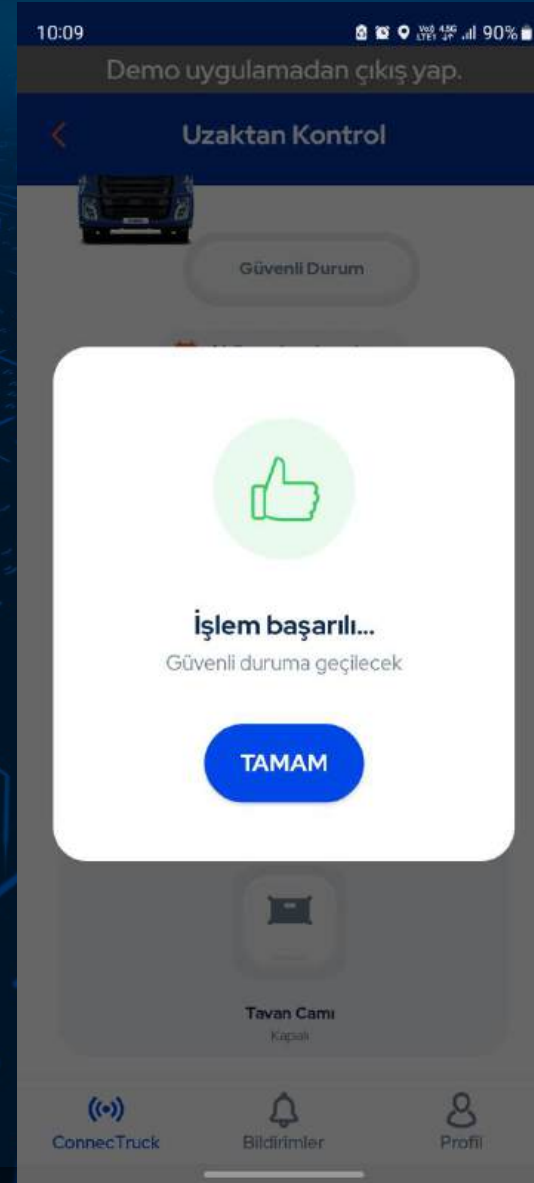 10:09
90%
Demo uygulamadan çıkış yap.
Uzaktan Kontrol
Güvenli Durum
İşlem başarılı...
Güvenli duruma geçilecek
TAMAM
Tavan Camı
Kapalı
ConnecTruck
Bildirimler
Profil